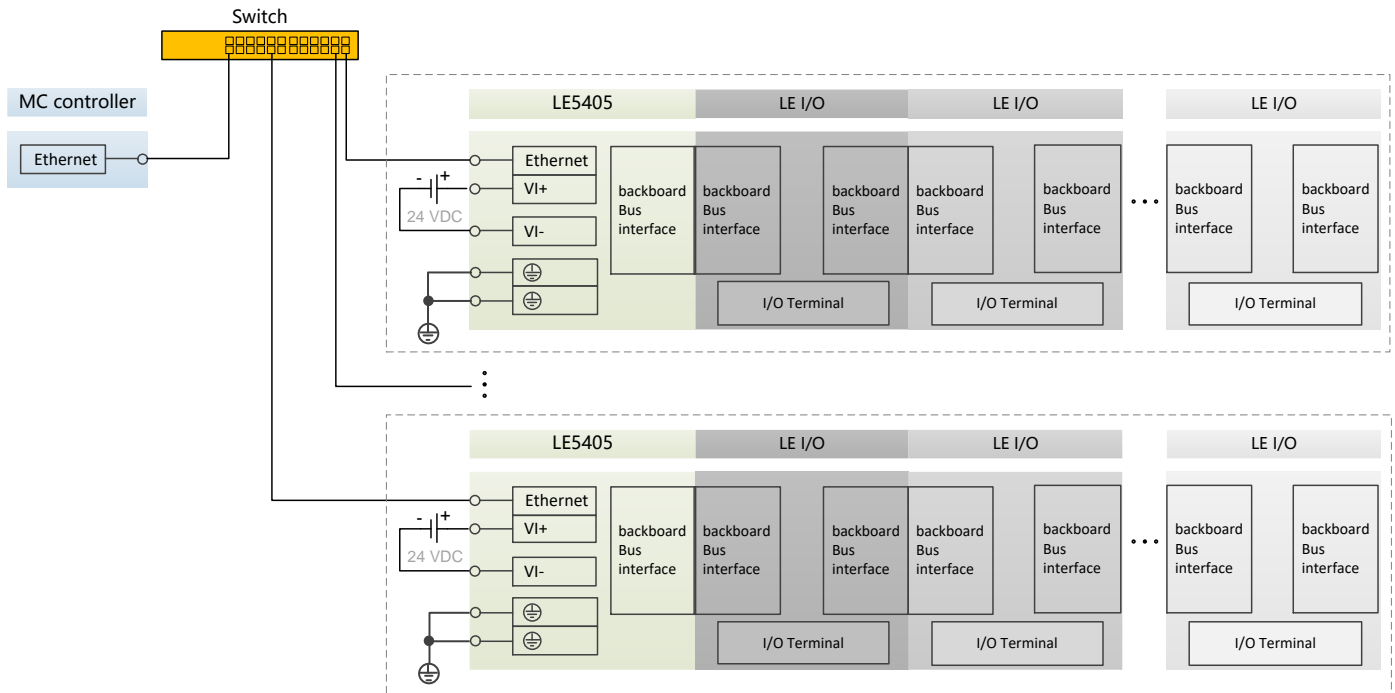 Switch
MC controller
Ethernet
LE5405
LE I/O
LE I/O
LE I/O
Ethernet
VI+
VI-
- +
24 VDC
backboard
Bus
interface
backboard
Bus
interface
backboard
Bus
interface
backboard
Bus
interface
backboard
Bus
interface
backboard
Bus
interface
backboard
Bus
interface
I/O Terminal
I/O Terminal
I/O Terminal
LE5405
LE I/O
LE I/O
LE I/O
Ethernet
VI+
VI-
- +
24 VDC
backboard
Bus
interface
backboard
Bus
interface
backboard
Bus
interface
backboard
Bus
interface
backboard
Bus
interface
backboard
Bus
interface
backboard
Bus
interface
I/O Terminal
I/O Terminal
I/O Terminal